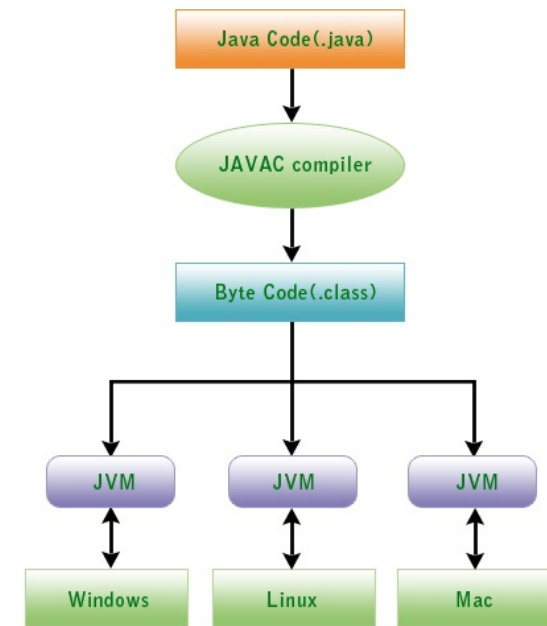 Java Code(.java)
JAVAC compiler
Byte Code(.class)
JVM
JVM
JVM
Windows
Linux
Mac